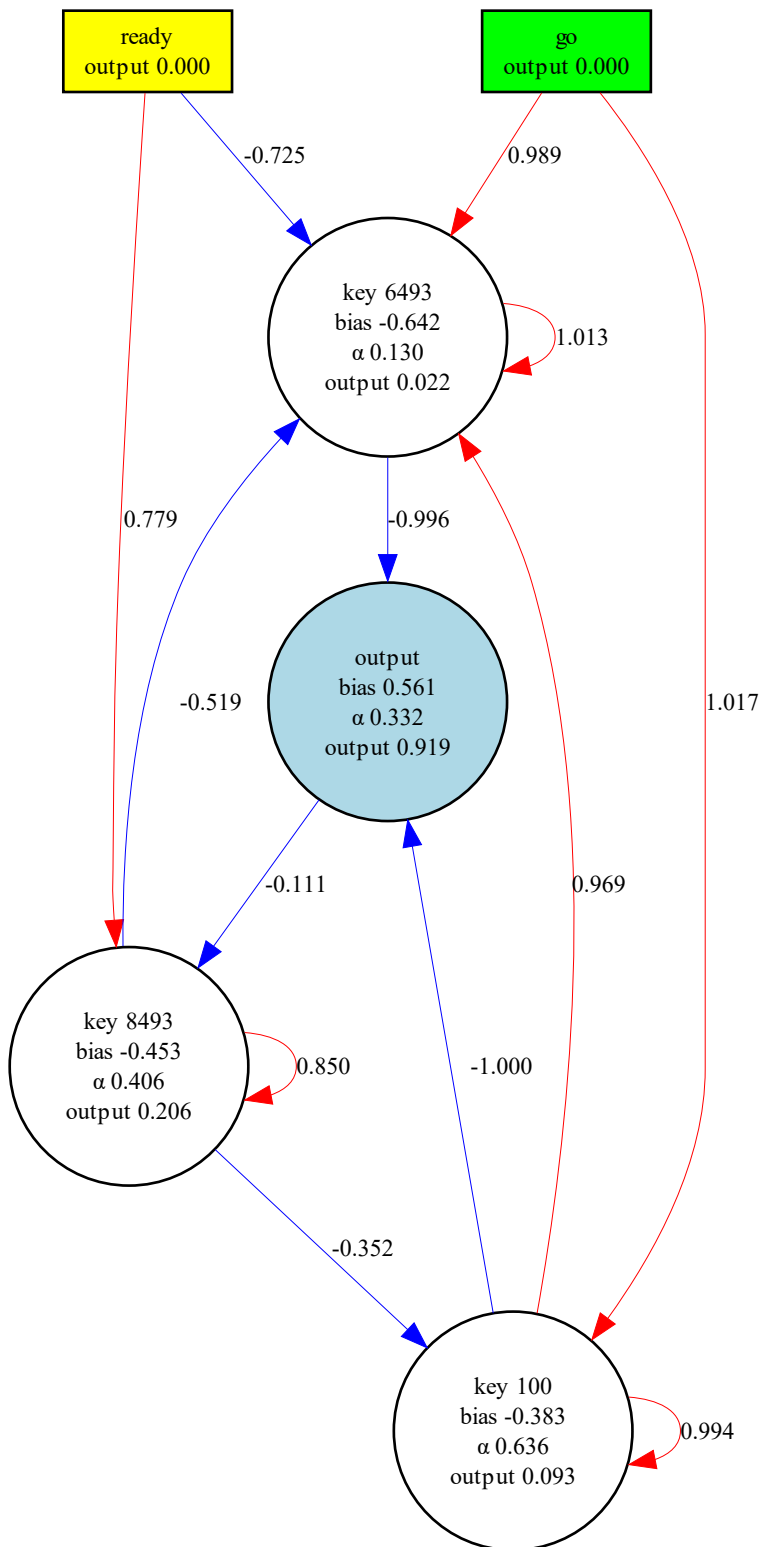 ready
output 0.000
go
output 0.000
-0.725
0.989
key 6493
bias -0.642
α 0.130
output 0.022
1.013
0.779
-0.996
-0.519
output
bias 0.561
α 0.332
output 0.919
1.017
-0.111
0.969
key 8493
bias -0.453
α 0.406
output 0.206
0.850
-1.000
-0.352
key 100
bias -0.383
α 0.636
output 0.093
0.994